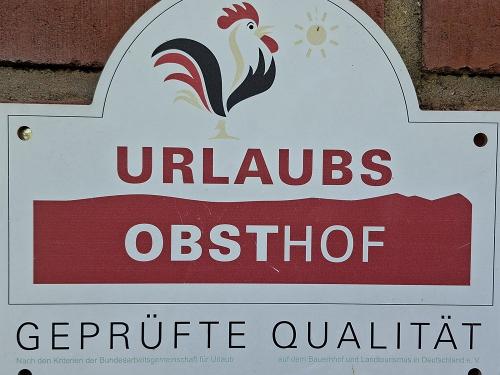 URLAUBS
OBSTHOF
GEPRÜFTE QUALITÄT
Nach den Kriterien der Bundesarbeitsgemeinschaft für Urlaub auf dem Bauernhof und Landtourismus in Deutschland e. V.